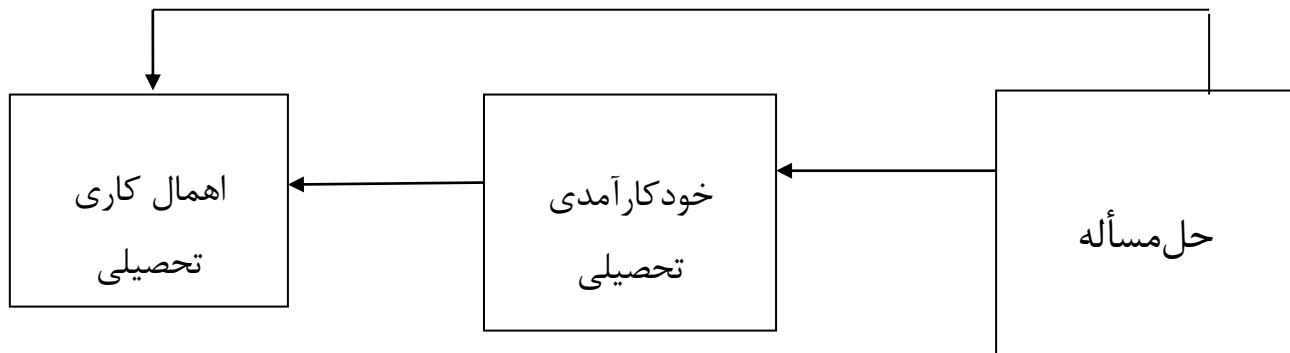 حل‌مسأله
خودکارآمدی
تحصیلی
اهمال کاری
تحصیلی